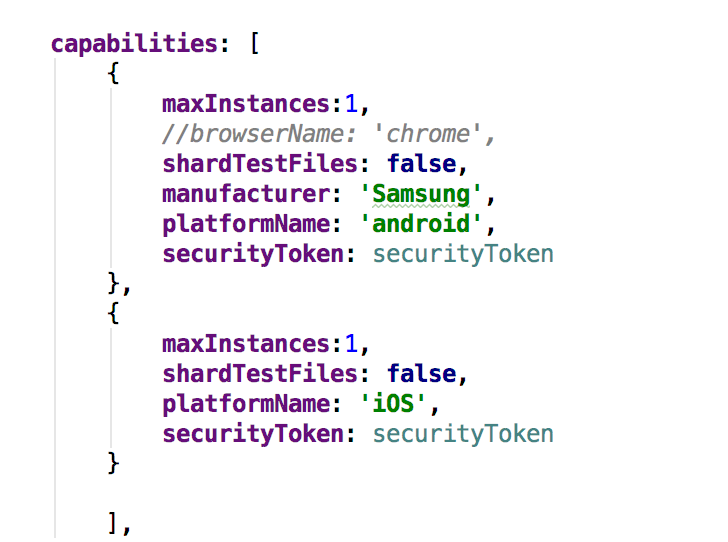 capabilities: [
{
maxInstances:1,
//browserName: 'chrome',
shardTestFiles: false,
manufacturer: 'Samsung',
platformName: 'android',
securityToken: securityToken
},
{
maxInstances:1,
shardTestFiles: false,
platformName: 'iOS',
securityToken: securityToken
}
],